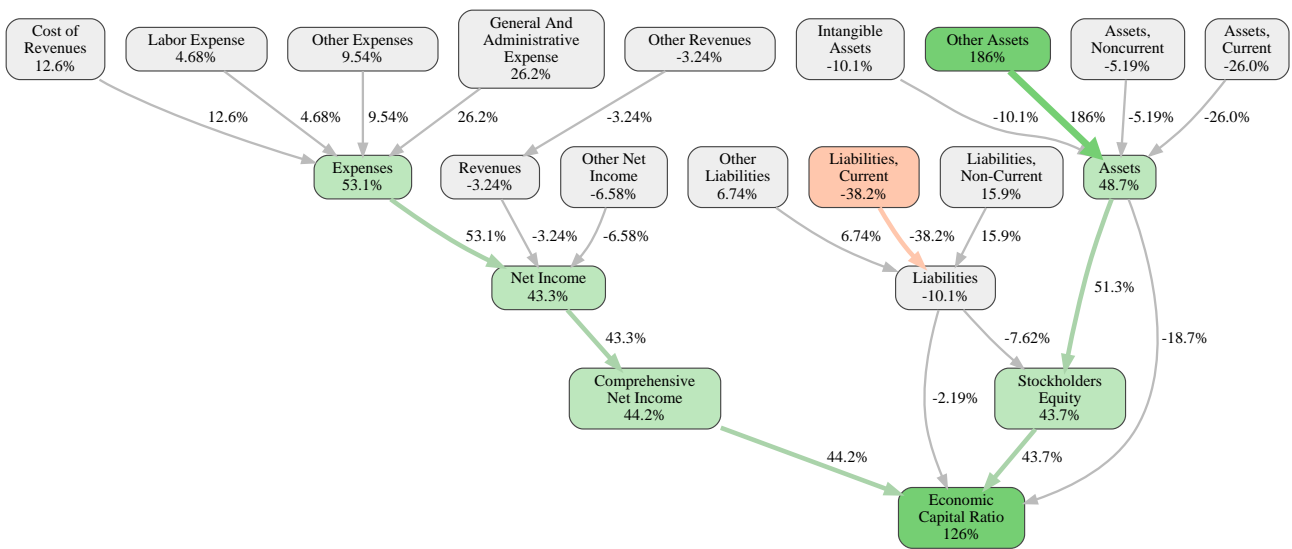 Cost of
Revenues
12.6%
Labor Expense
4.68%
Other Expenses
9.54%
General And
Administrative
Expense
26.2%
Other Revenues
-3.24%
Intangible
Assets
-10.1%
Other Assets
186%
Assets,
Noncurrent
-5.19%
Assets,
Current
-26.0%
12.6%
4.68%
9.54%
26.2%
-3.24%
-10.1%
186%
-5.19%
-26.0%
Expenses
53.1%
Revenues
-3.24%
Other Net
Income
-6.58%
Other
Liabilities
6.74%
Liabilities,
Current
-38.2%
Liabilities,
Non-Current
15.9%
Assets
48.7%
53.1%
-3.24%
-6.58%
6.74%
-38.2%
15.9%
Net Income
43.3%
Liabilities
-10.1%
51.3%
43.3%
-7.62%
-18.7%
Comprehensive
Net Income
44.2%
-2.19%
Stockholders
Equity
43.7%
44.2%
43.7%
Economic
Capital Ratio
126%